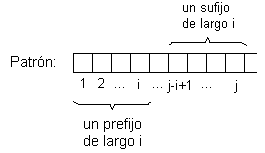 un sufijo
de largo i
Patrón:
1 2 ... i ... j-i+1 ... j
un prefijo
de largo i